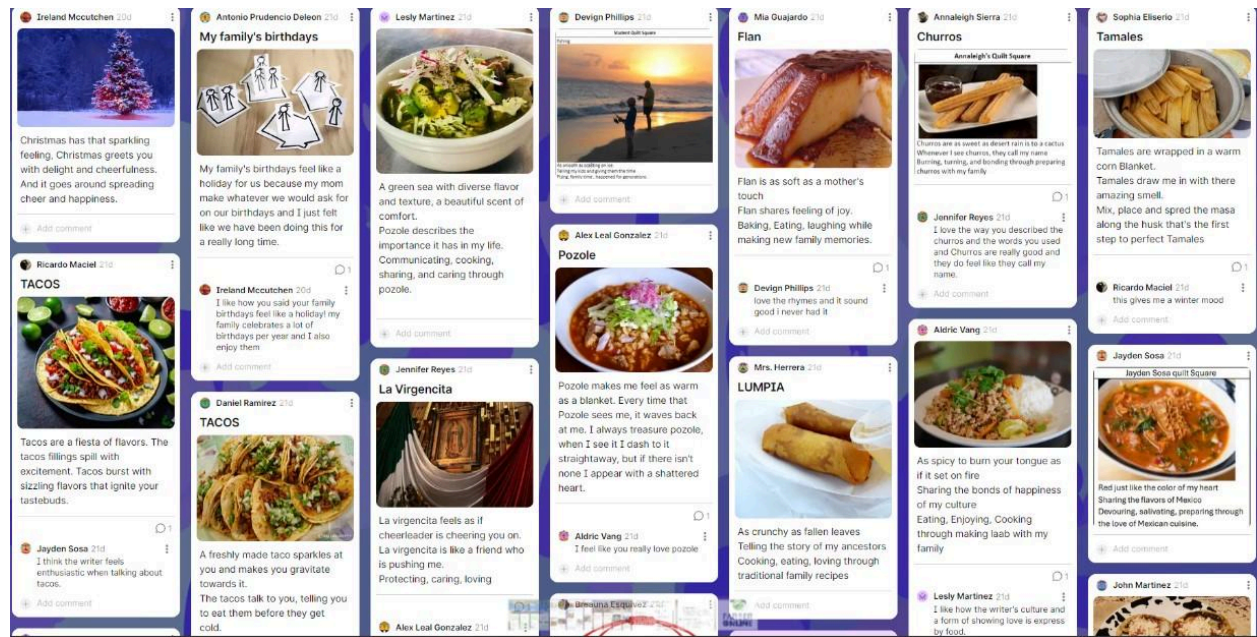 Ireland Mccutchen 20d
Christmas has that sparkling
feeling, Christmas greets you
with delight and cheerfulness.
And it goes around spreading
cheer and happiness.
Add comment
Ricardo Maciel 21d
TACOS
Tacos are a fiesta of flavors. The
tacos fillings spill with
excitement. Tacos burst with
sizzling flavors that ignite your
tastebuds.
1
Jayden Sosa 21d
I think the writer feels
enthusiastic when talking about
tacos.
Add comment
Antonio Prudencio Deleon 21d
My family's birthdays
My family's birthdays feel like a
holiday for us because my mom
make whatever we would ask for
on our birthdays and I just felt
like we have been doing this for
a really long time.
1
Ireland Mccutchen 20d
I like how you said your family
birthdays feel like a holiday! my
family celebrates a lot of
birthdays per year and I also
enjoy them
Add comment
Daniel Ramirez 21d
TACOS
A freshly made taco sparkles at
you and makes you gravitate
towards it.
The tacos talk to you, telling you
to eat them before they get
cold.
Lesly Martinez 21d
A green sea with diverse flavor
and texture, a beautiful scent of
comfort.
Pozole describes the
importance it has in my life.
Communicating, cooking,
sharing, and caring through
pozole.
Add comment
Jennifer Reyes 21d
La Virgencita
La virgencita feels as if
cheerleader is cheering you on.
La virgencita is like a friend who
is pushing me.
Protecting, caring, loving
Alex Leal Gonzalez 21d
Devign Phillips 21d
Student Quilt Square
Fishing
As smooth as paddling on ice
Taking my kids and giving them the time
Flying, family time, happened for generations
Add comment
Alex Leal Gonzalez 21d
Pozole
Pozole makes me feel as warm
as a blanket. Every time that
Pozole sees me, it waves back
at me. I always treasure pozole,
when I see it I dash to it
straightaway, but if there isn't
none I appear with a shattered
heart.
1
Aldric Vang 21d
I feel like you really love pozole
Add comment
Breauna Esquivez 21d
Mia Guajardo 21d
Flan
Flan is as soft as a mother's
touch
Flan shares feeling of joy.
Baking, Eating, laughing while
making new family memories.
1
Devign Phillips 21d
love the rhymes and it sound
good i never had it
Add comment
Mrs. Herrera 21d
LUMPIA
As crunchy as fallen leaves
Telling the story of my ancestors
Cooking, eating, loving through
traditional family recipes
Add comment
Annaleigh Sierra 21d
Churros
Annaleigh's Quilt Square
Churros are as sweet as desert rain is to a cactus
Whenever I see churros, they call my name
Burring, turning, and bonding through preparing
churros with my family
1
Jennifer Reyes 21d
I love the way you described the
churros and the words you used
and Churros are really good and
they do feel like they call my
name.
Add comment
Aldric Vang 21d
As spicy to burn your tongue as
if it set on fire
Sharing the bonds of happiness
of my culture
Eating, Enjoying, Cooking
through making laab with my
family
1
Lesly Martinez 21d
I like how the writer's culture and
a form of showing love is express
by food.
Sophia Eliserio 21d
Tamales
Tamales are wrapped in a warm
corn Blanket.
Tamales draw me in with there
amazing smell.
Mix, place and spred the masa
along the husk that's the first
step to perfect Tamales
1
Ricardo Maciel 21d
this gives me a winter mood
Add comment
Jayden Sosa 21d
Jayden Sosa quilt Square
Red just like the color of my heart
Sharing the flavors of Mexico
Devouring, salivating, preparing through
the love of Mexican cuisine.
Add comment
John Martinez 21d